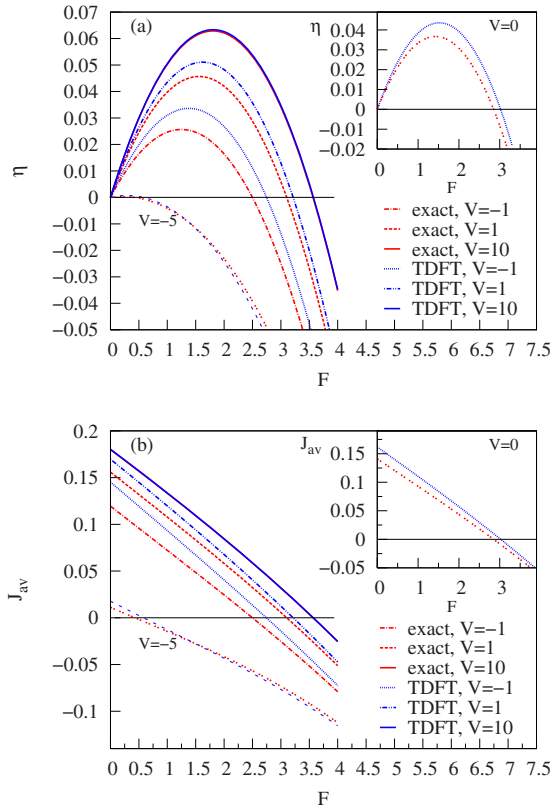 (a)
η
0.07
0.06
0.05
0.04
0.03
0.02
0.01
0
−0.01
−0.02
−0.03
−0.04
−0.05
V=−5
0 0.5 1 1.5 2 2.5 3 3.5 4 4.5 5 5.5 6 6.5 7 7.5
F
η
V=0
0.04
0.03
0.02
0.01
0
−0.01
−0.02
0 1 2 3
F
exact, V=−1
exact, V=1
exact, V=10
TDFT, V=−1
TDFT, V=1
TDFT, V=10
(b)
J_av
0.2
0.15
0.1
0.05
0
−0.05
−0.1
V=−5
0 0.5 1 1.5 2 2.5 3 3.5 4 4.5 5 5.5 6 6.5 7 7.5
F
J_av
V=0
0.15
0.1
0.05
0
−0.05
0 1 2 3
F
exact, V=−1
exact, V=1
exact, V=10
TDFT, V=−1
TDFT, V=1
TDFT, V=10